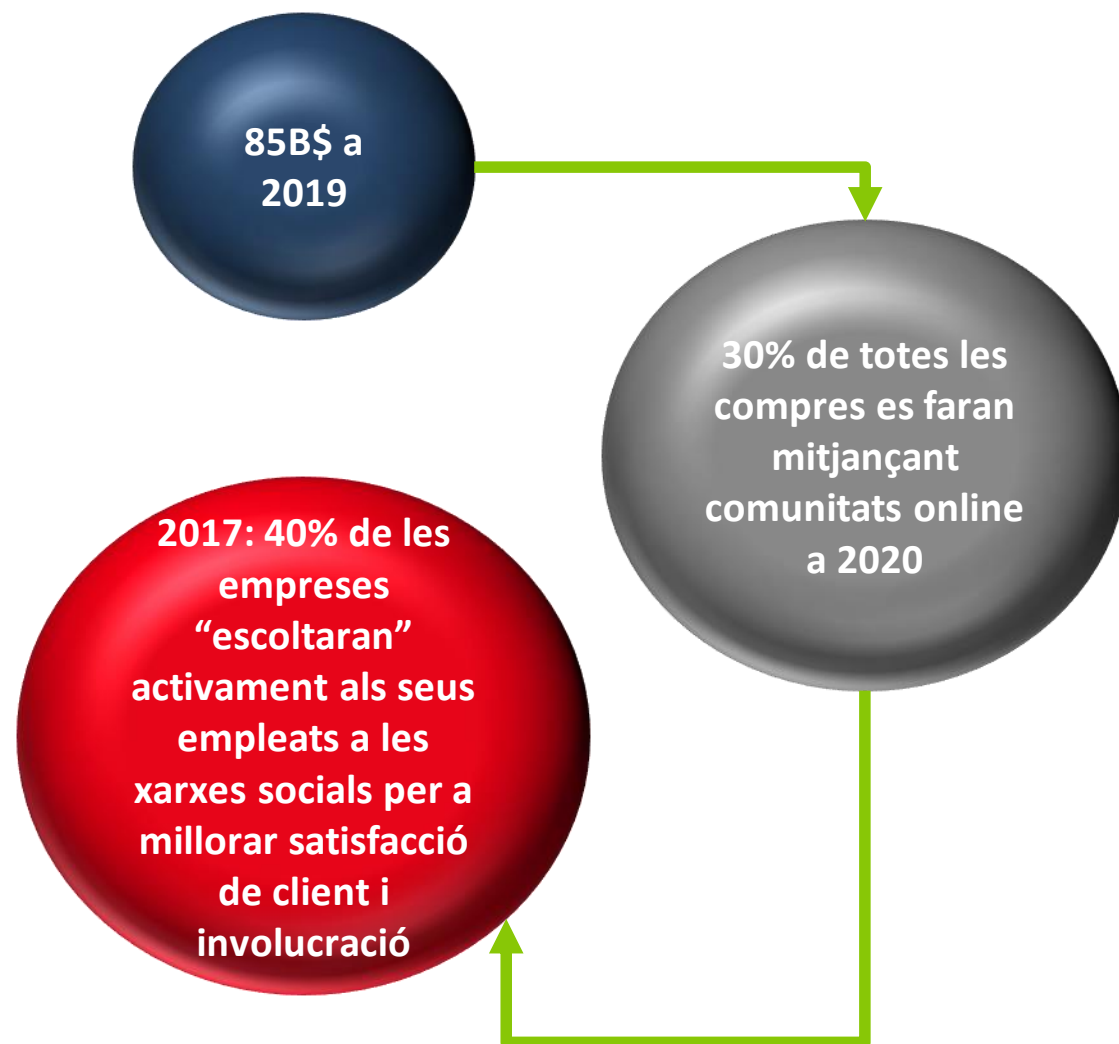 85B$ a
2019
30% de totes les
compres es faran
mitjançant
comunitats online
a 2020
2017: 40% de les
empreses
“escoltaran”
activament als seus
empleats a les
xarxes socials per a
millorar satisfacció
de client i
involucració